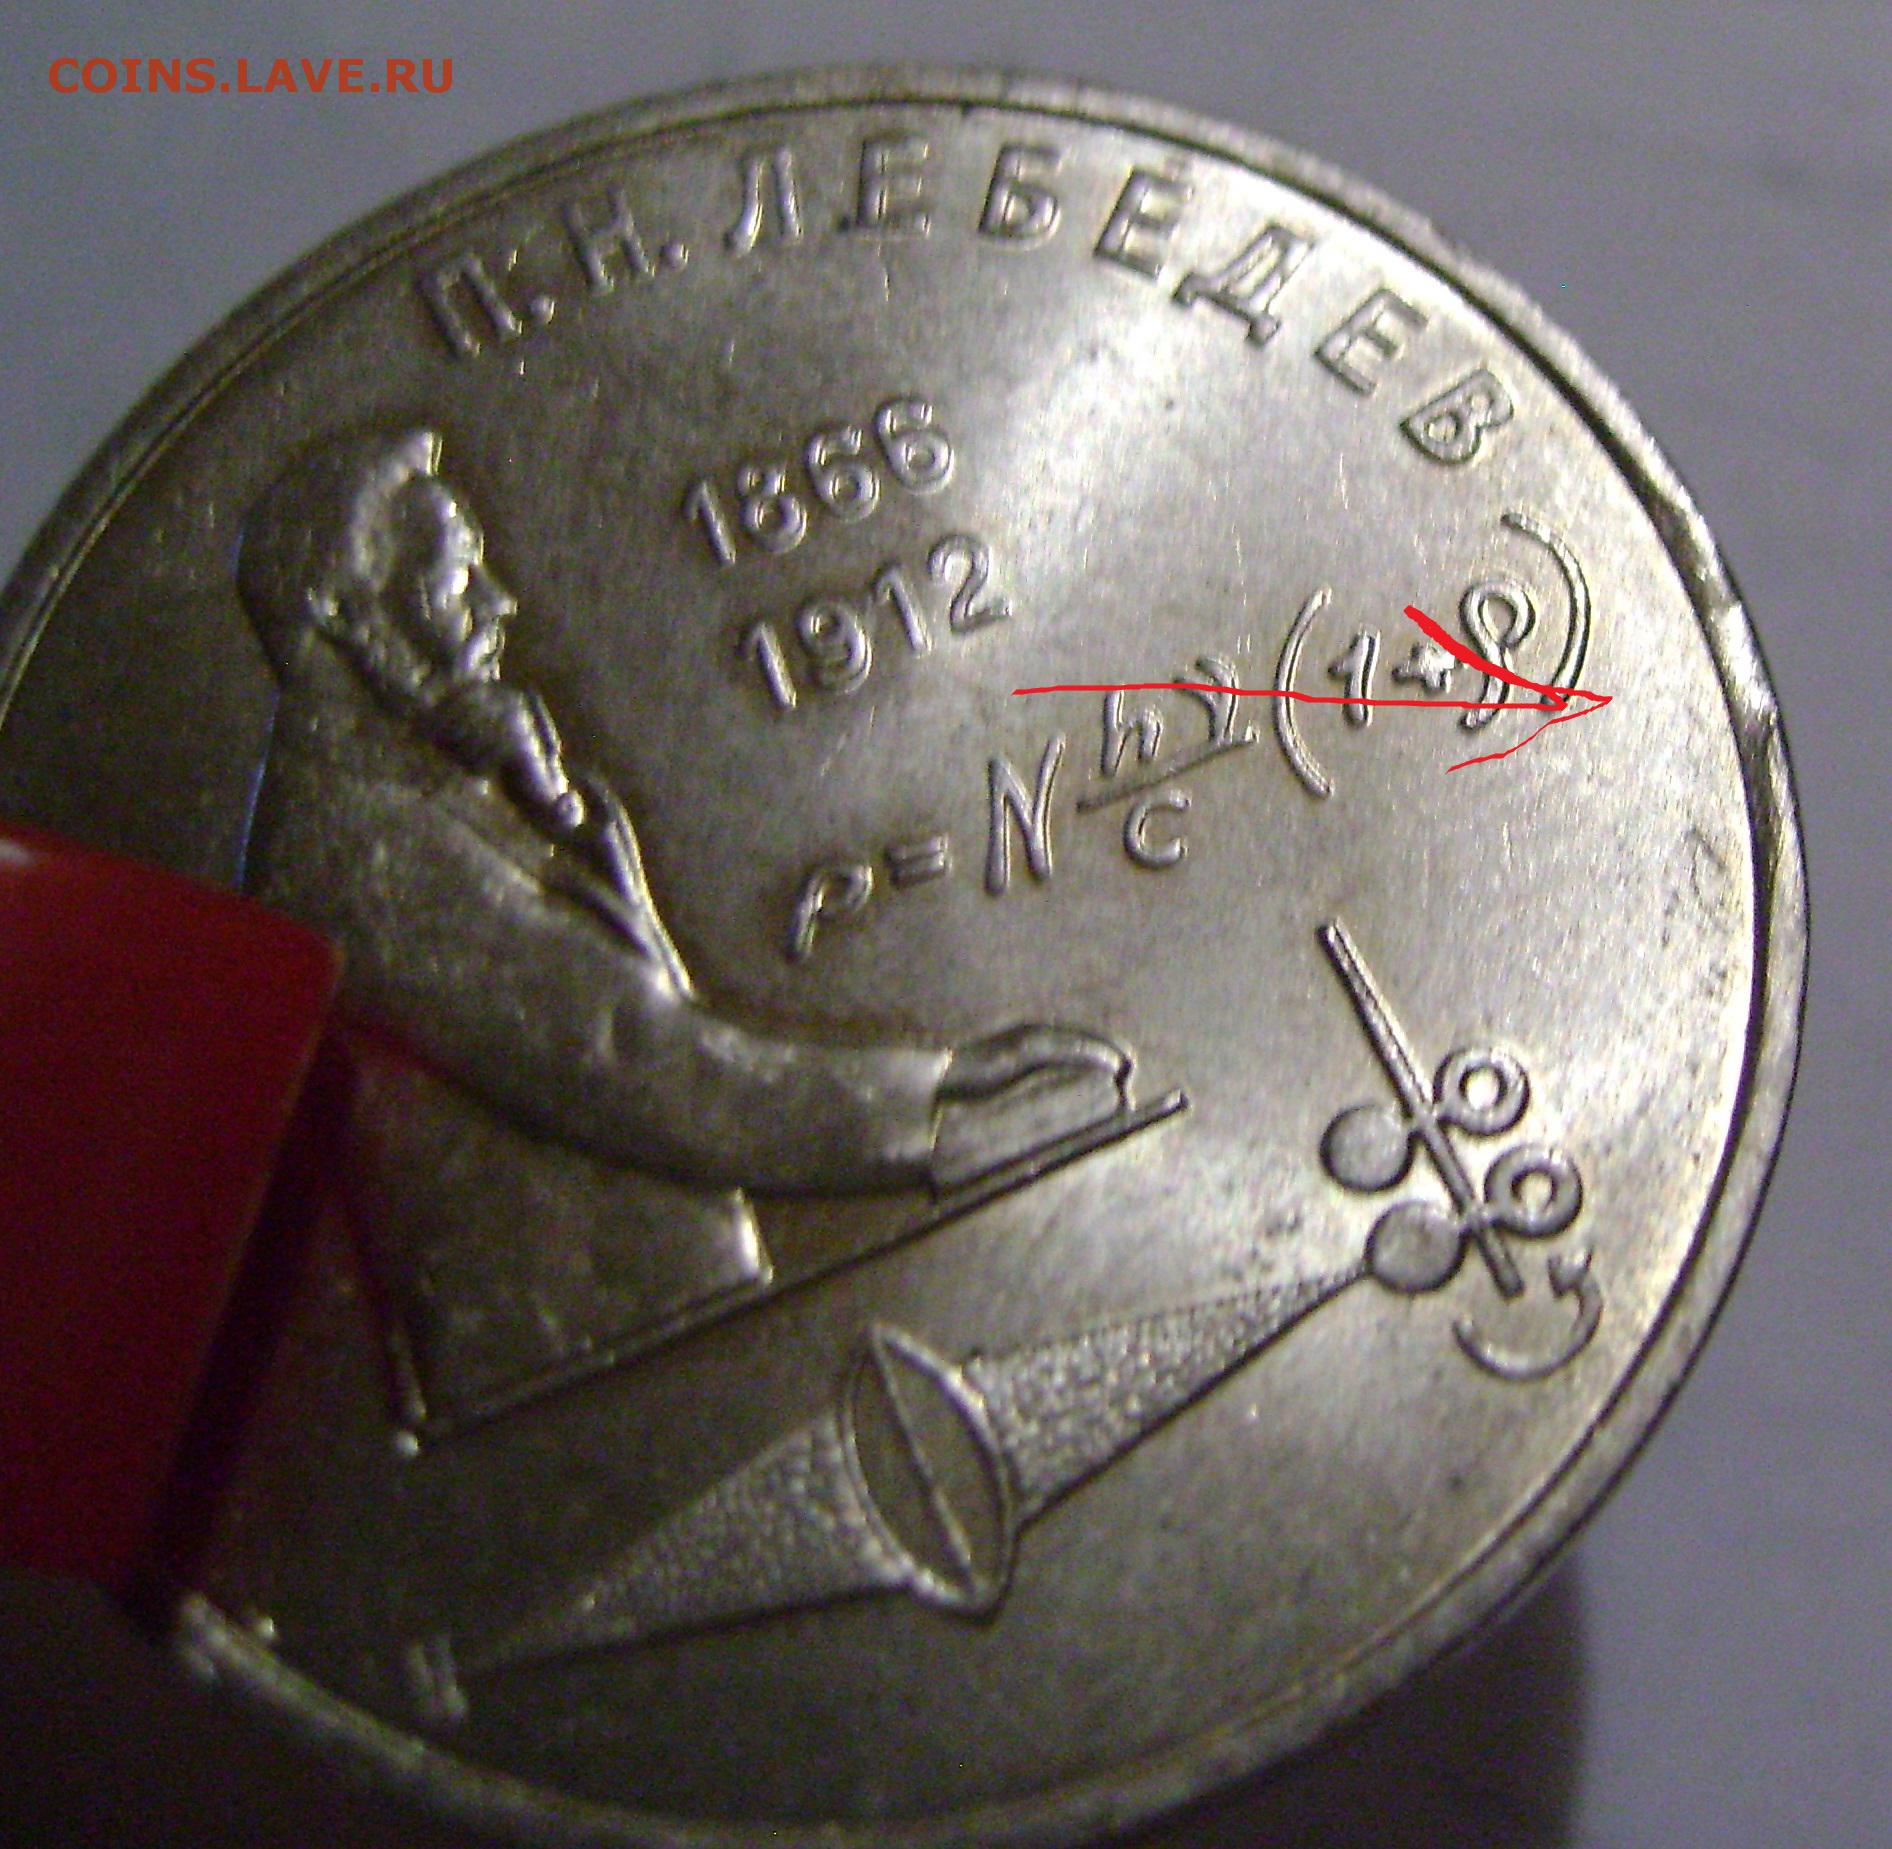 COINS.LAVE.RU
П.Н. ЛЕБЕДЕВ
1866
1912
p = N hν/c (1+ρ)